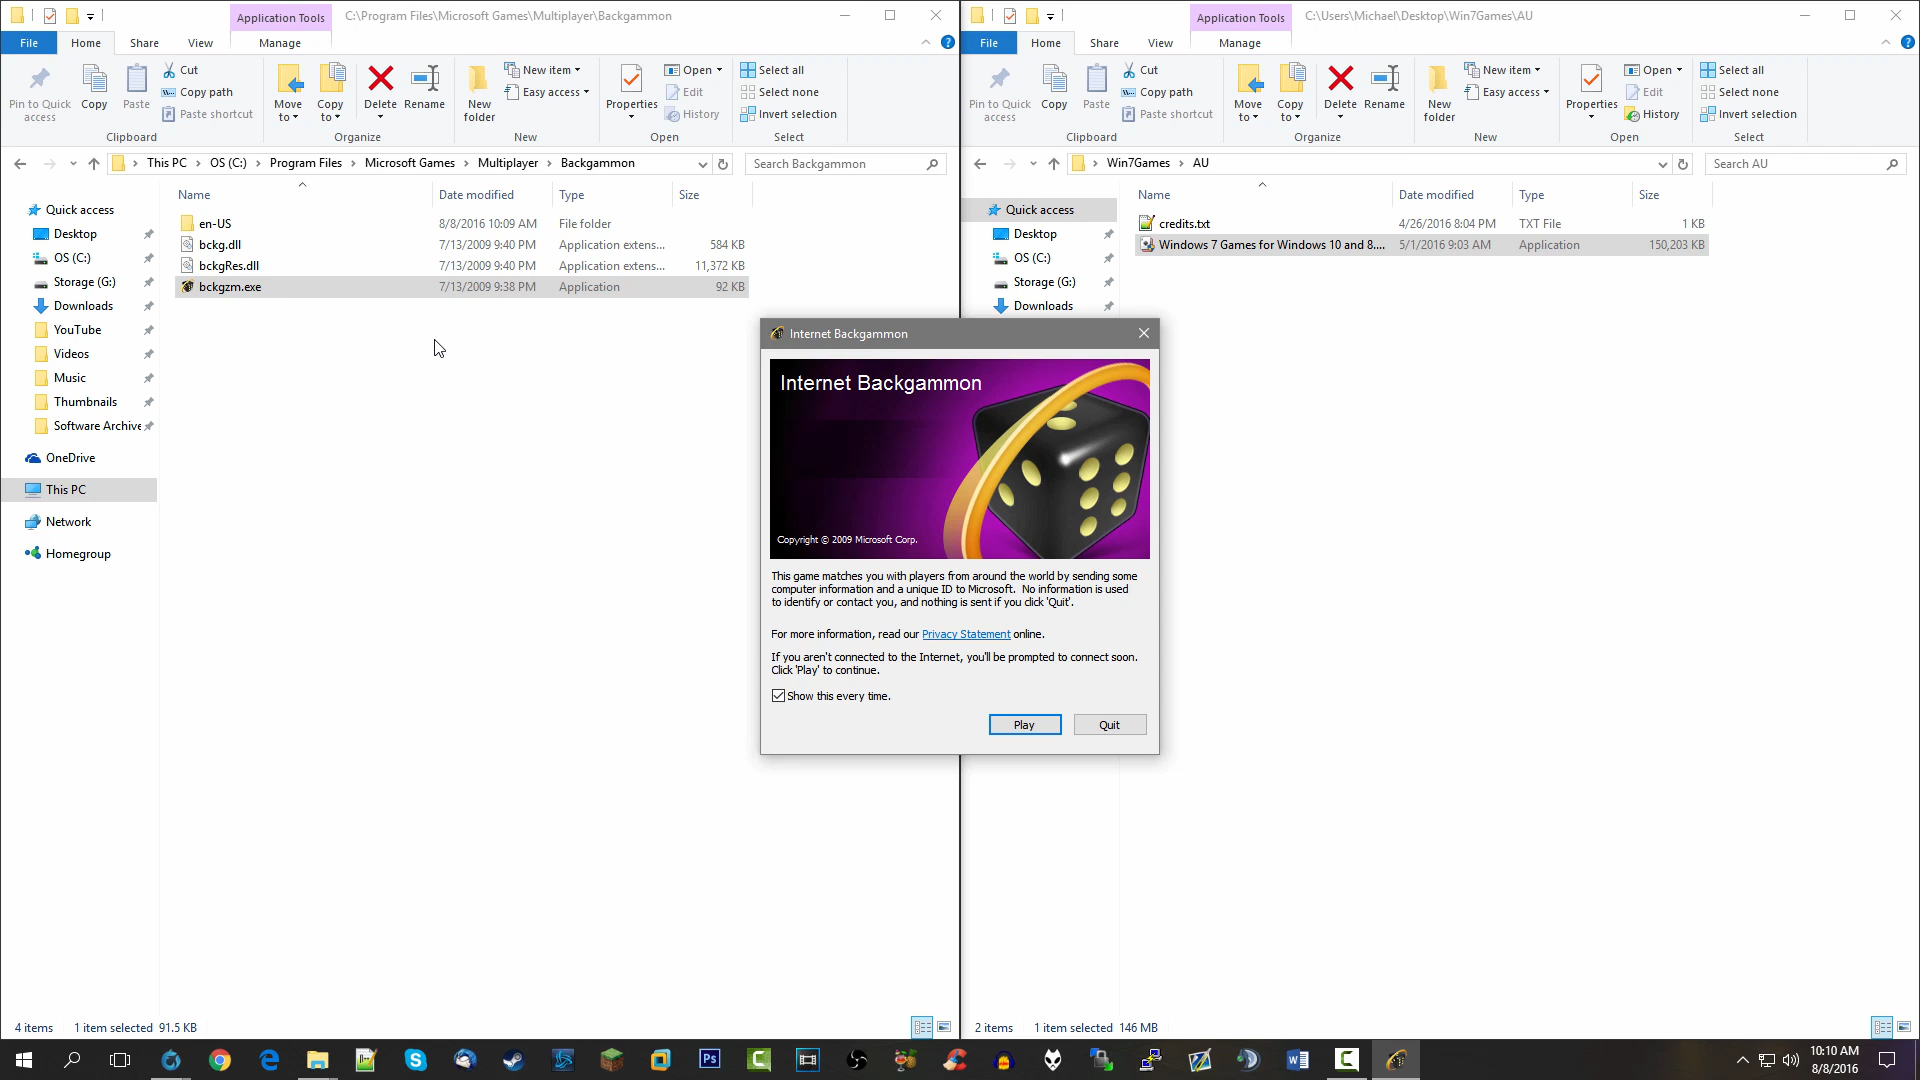 Application Tools
C:\Program Files\Microsoft Games\Multiplayer\Backgammon
File Home Share View Manage
Pin to Quick access
Copy
Paste
Cut
Copy path
Paste shortcut
Clipboard
Move to
Copy to
Delete
Rename
Organize
New folder
New item
Easy access
New
Properties
Open
Edit
History
Open
Select all
Select none
Invert selection
Select
This PC > OS (C:) > Program Files > Microsoft Games > Multiplayer > Backgammon
Search Backgammon
Name Date modified Type Size
en-US 8/8/2016 10:09 AM File folder
bckg.dll 7/13/2009 9:40 PM Application extens... 584 KB
bckgRes.dll 7/13/2009 9:40 PM Application extens... 11,372 KB
bckgzm.exe 7/13/2009 9:38 PM Application 92 KB
Quick access
Desktop
OS (C:)
Storage (G:)
Downloads
YouTube
Videos
Music
Thumbnails
Software Archive
OneDrive
This PC
Network
Homegroup
4 items 1 item selected 91.5 KB
Application Tools
C:\Users\Michael\Desktop\Win7Games\AU
File Home Share View Manage
Pin to Quick access
Copy
Paste
Cut
Copy path
Paste shortcut
Clipboard
Move to
Copy to
Delete
Rename
Organize
New folder
New item
Easy access
New
Properties
Open
Edit
History
Open
Select all
Select none
Invert selection
Select
Win7Games > AU
Search AU
Name Date modified Type Size
credits.txt 4/26/2016 8:04 PM TXT File 1 KB
Windows 7 Games for Windows 10 and 8.... 5/1/2016 9:03 AM Application 150,203 KB
Quick access
Desktop
OS (C:)
Storage (G:)
Downloads
2 items 1 item selected 146 MB
Internet Backgammon
Internet Backgammon
Copyright © 2009 Microsoft Corp.
This game matches you with players from around the world by sending some
computer information and a unique ID to Microsoft. No information is used
to identify or contact you, and nothing is sent if you click 'Quit'.
For more information, read our Privacy Statement online.
If you aren't connected to the Internet, you'll be prompted to connect soon.
Click 'Play' to continue.
Show this every time.
Play Quit
Ps
10:10 AM
8/8/2016